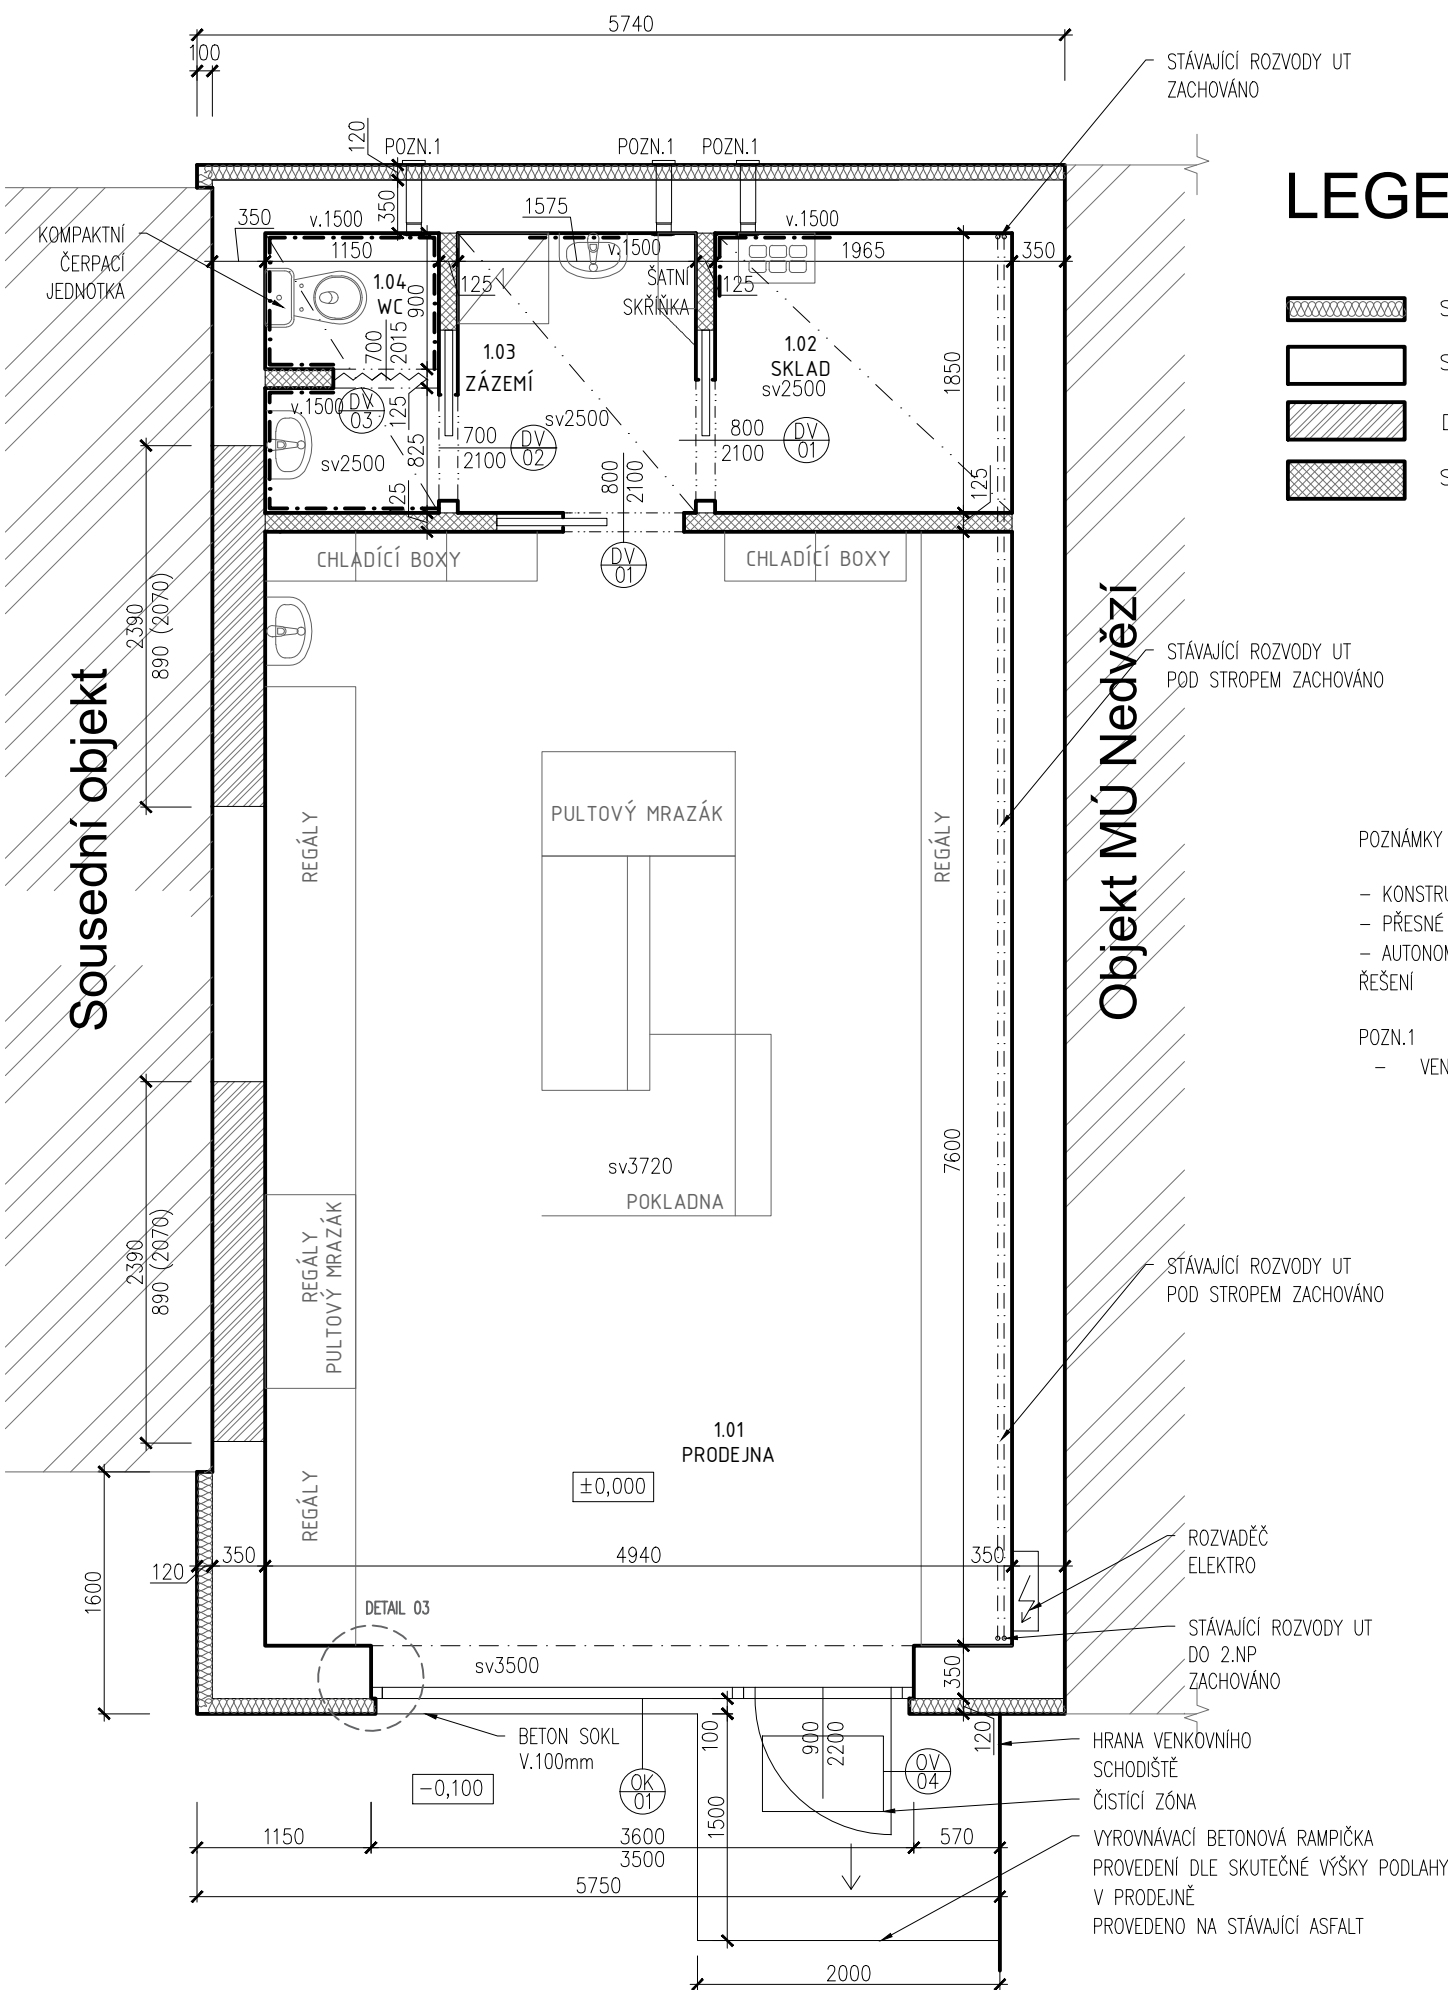 5740
100
STÁVAJÍCÍ ROZVODY UT
ZACHOVÁNO
120
POZN.1
POZN.1
POZN.1
LEGE
350
v.1500
350
1575
v.1500
v.1500
KOMPAKTNÍ
ČERPACÍ
JEDNOTKA
1150
1965
350
125
125
ŠATNÍ
SKŘÍŇKA
1.04
WC
900
700
2015
1.03
ZÁZEMÍ
1.02
SKLAD
sv2500
1850
v.1500
DV
03
125
sv2500
825
sv2500
700
2100
DV
02
800
2100
DV
01
800
2100
125
125
S
S
D
S
CHLADÍCÍ BOXY
DV
01
CHLADÍCÍ BOXY
2390
890 (2070)
Sousední objekt
Objekt MÚ Nedvězí
STÁVAJÍCÍ ROZVODY UT
POD STROPEM ZACHOVÁNO
PULTOVÝ MRAZÁK
REGÁLY
REGÁLY
POZNÁMKY
– KONSTRU
– PŘESNÉ
– AUTONOM
ŘEŠENÍ
POZN.1
– VEN
7600
sv3720
POKLADNA
2390
890 (2070)
REGÁLY
PULTOVÝ MRAZÁK
STÁVAJÍCÍ ROZVODY UT
POD STROPEM ZACHOVÁNO
1.01
PRODEJNA
±0,000
REGÁLY
120
350
4940
350
1600
ROZVADĚČ
ELEKTRO
DETAIL 03
STÁVAJÍCÍ ROZVODY UT
DO 2.NP
ZACHOVÁNO
sv3500
350
BETON SOKL
V.100mm
100
900
2200
120
HRANA VENKOVNÍHO
SCHODIŠTĚ
-0,100
OK
01
OV
04
ČISTÍCÍ ZÓNA
1500
1150
3600
3500
570
VYROVNÁVACÍ BETONOVÁ RAMPIČKA
PROVEDENÍ DLE SKUTEČNÉ VÝŠKY PODLAHY
V PRODEJNĚ
PROVEDENO NA STÁVAJÍCÍ ASFALT
5750
2000